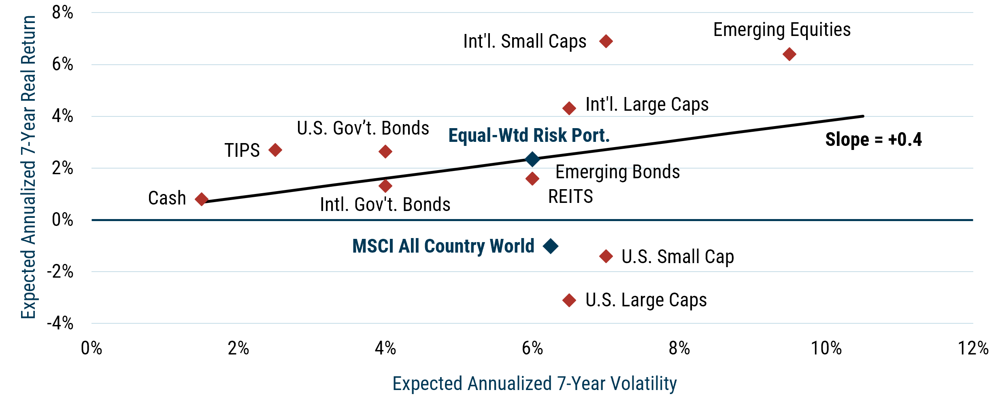 Expected Annualized 7-Year Real Return
8%
6%
4%
2%
0%
-2%
-4%
Emerging Equities
Int'l. Small Caps
Int'l. Large Caps
U.S. Gov’t. Bonds
Equal-Wtd Risk Port.
Slope = +0.4
TIPS
Emerging Bonds
REITS
Cash
Intl. Gov't. Bonds
MSCI All Country World
U.S. Small Cap
U.S. Large Caps
0%
2%
4%
6%
8%
10%
12%
Expected Annualized 7-Year Volatility